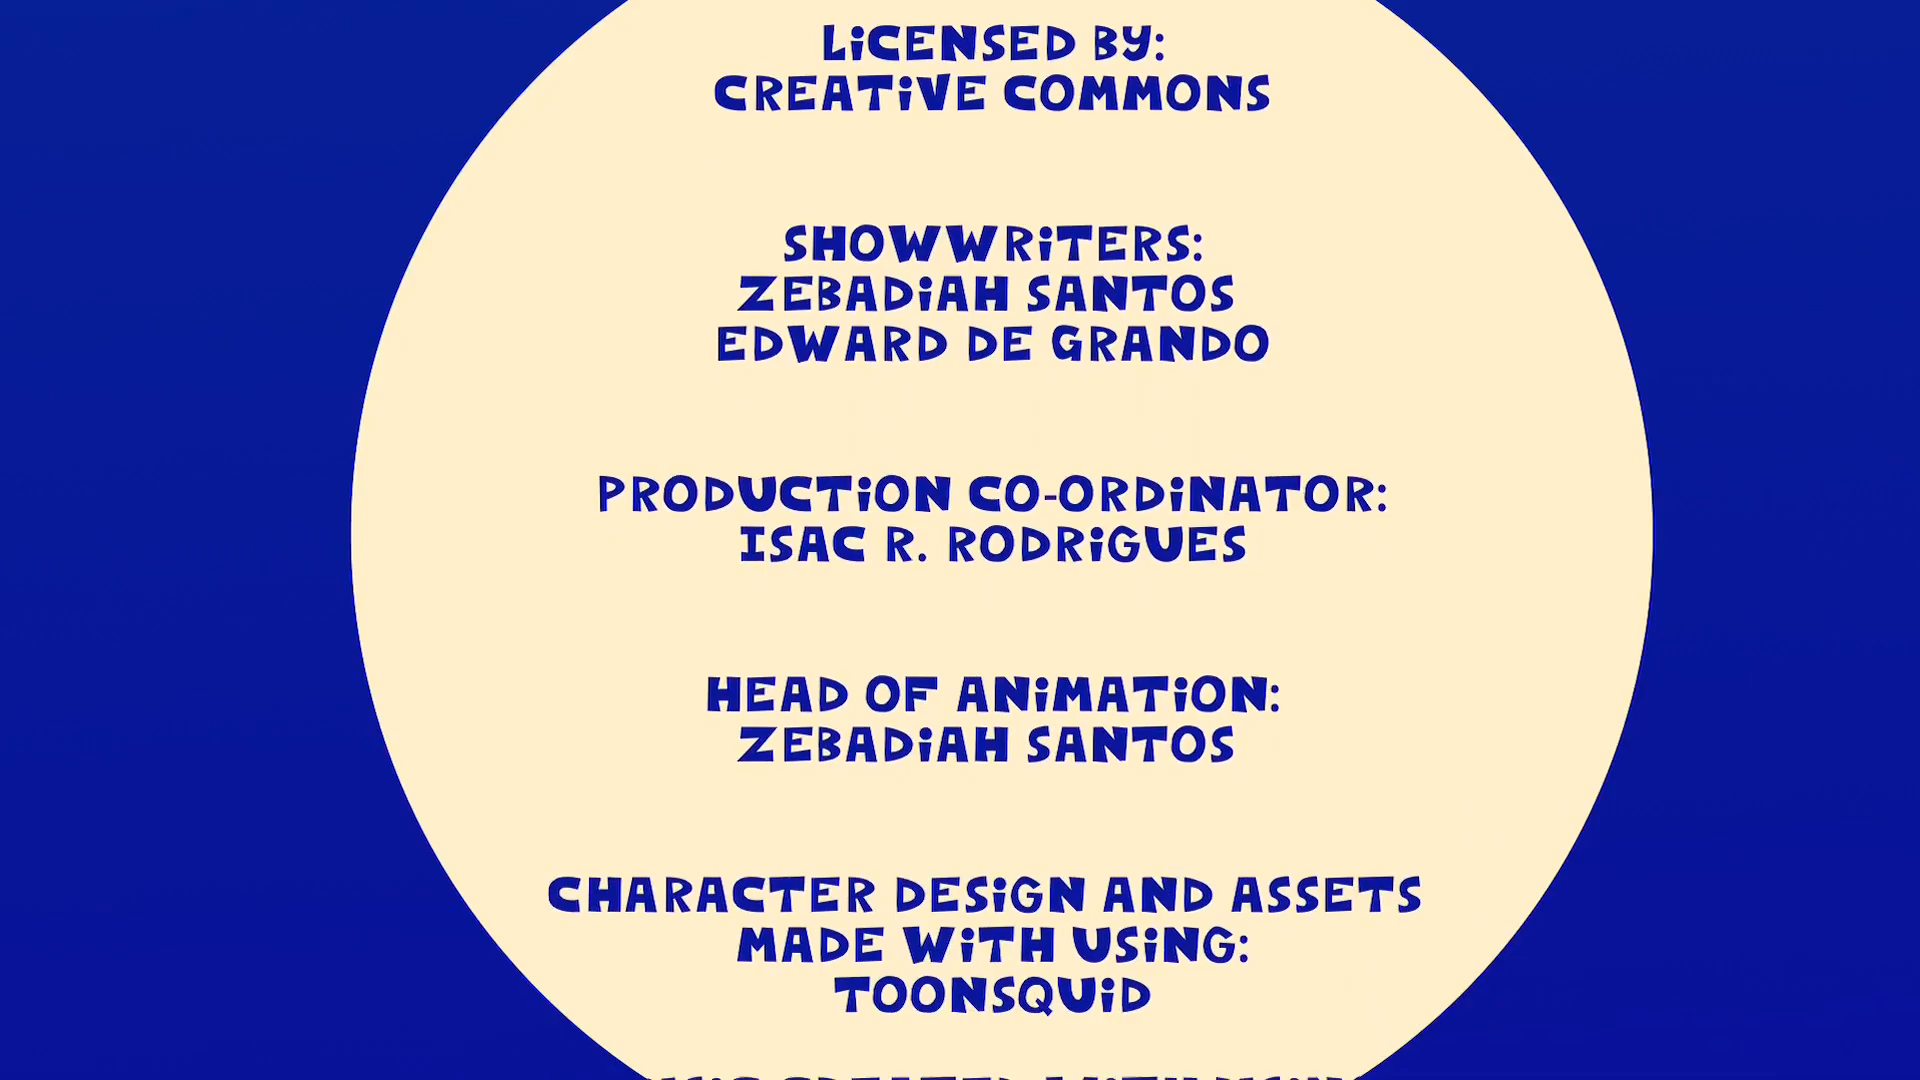 LiCENSED BY:
CREATiVE COMMONS
SHOWWRiTERS:
ZEBADiAH SANTOS
EDWARD DE GRANDO
PRODUCTiON CO-ORDiNATOR:
ISAC R. RODRiGUES
HEAD OF ANiMATiON:
ZEBADiAH SANTOS
CHARACTER DESiGN AND ASSETS
MADE WiTH USiNG:
TOONSQUiD